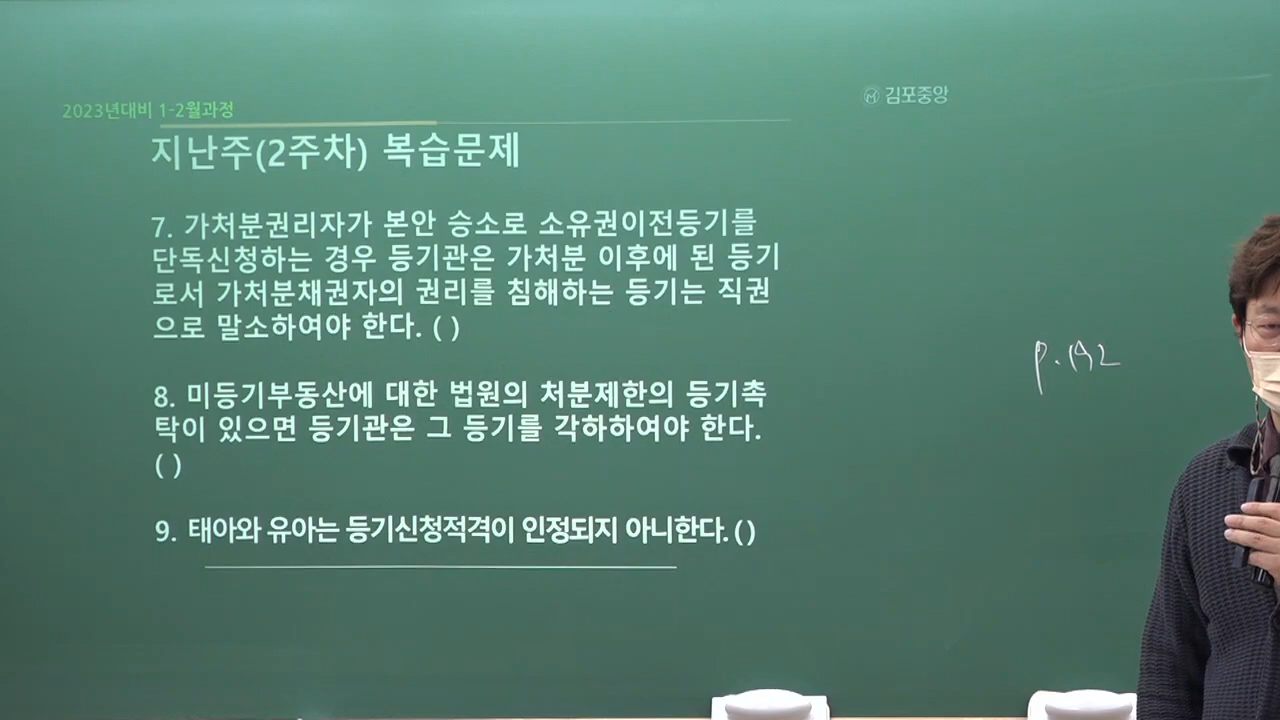 2023년대비 1-2월과정
김포중앙
지난주(2주차) 복습문제
7. 가처분권리자가 본안 승소로 소유권이전등기를
단독신청하는 경우 등기관은 가처분 이후에 된 등기
로서 가처분채권자의 권리를 침해하는 등기는 직권
으로 말소하여야 한다. ( )
p.192
8. 미등기부동산에 대한 법원의 처분제한의 등기촉
탁이 있으면 등기관은 그 등기를 각하하여야 한다.
( )
9. 태아와 유아는 등기신청적격이 인정되지 아니한다. ( )